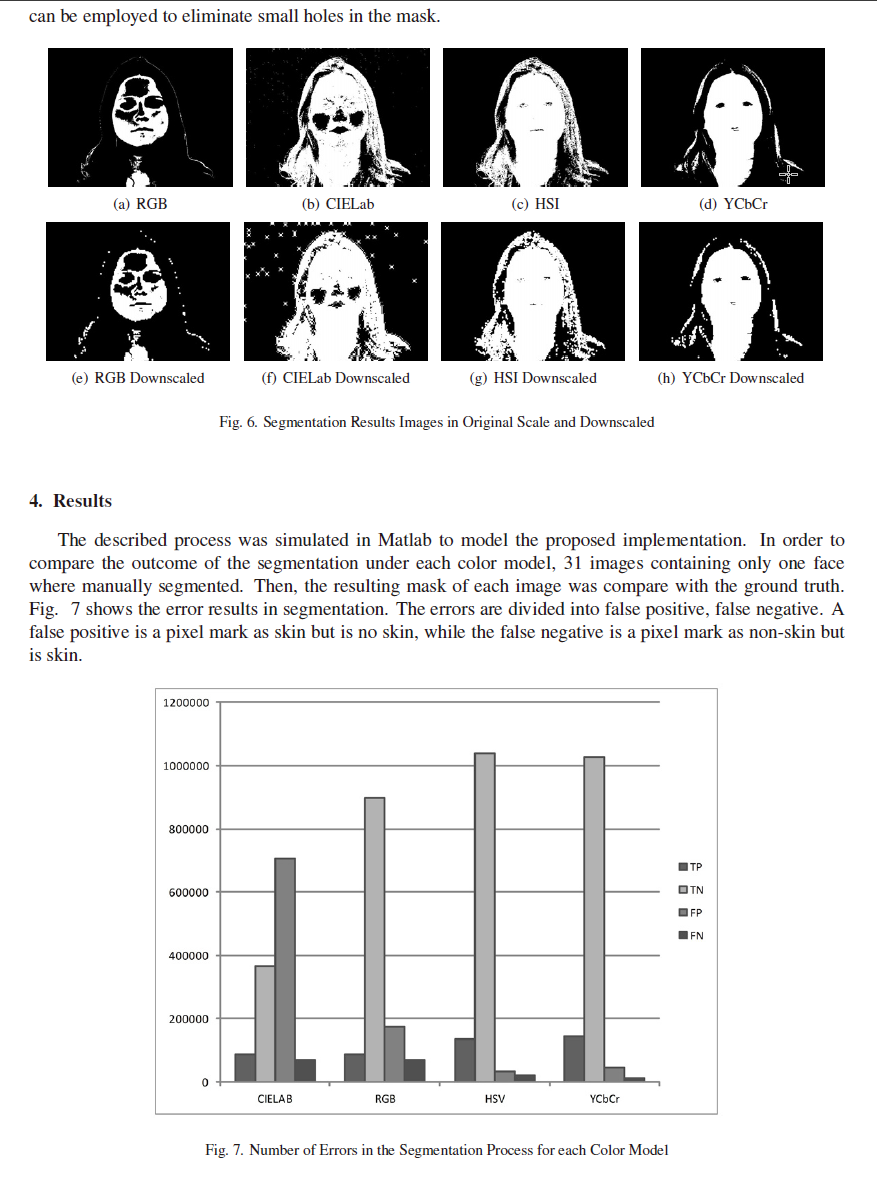 can be employed to eliminate small holes in the mask.
(a) RGB
(b) CIELab
(c) HSI
(d) YCbCr
(e) RGB Downscaled
(f) CIELab Downscaled
(g) HSI Downscaled
(h) YCbCr Downscaled
Fig. 6. Segmentation Results Images in Original Scale and Downscaled
4. Results
The described process was simulated in Matlab to model the proposed implementation. In order to
compare the outcome of the segmentation under each color model, 31 images containing only one face
where manually segmented. Then, the resulting mask of each image was compare with the ground truth.
Fig. 7 shows the error results in segmentation. The errors are divided into false positive, false negative. A
false positive is a pixel mark as skin but is no skin, while the false negative is a pixel mark as non-skin but
is skin.
1200000
1000000
800000
600000
400000
200000
0
CIELAB
RGB
HSV
YCbCr
TP
TN
FP
FN
Fig. 7. Number of Errors in the Segmentation Process for each Color Model